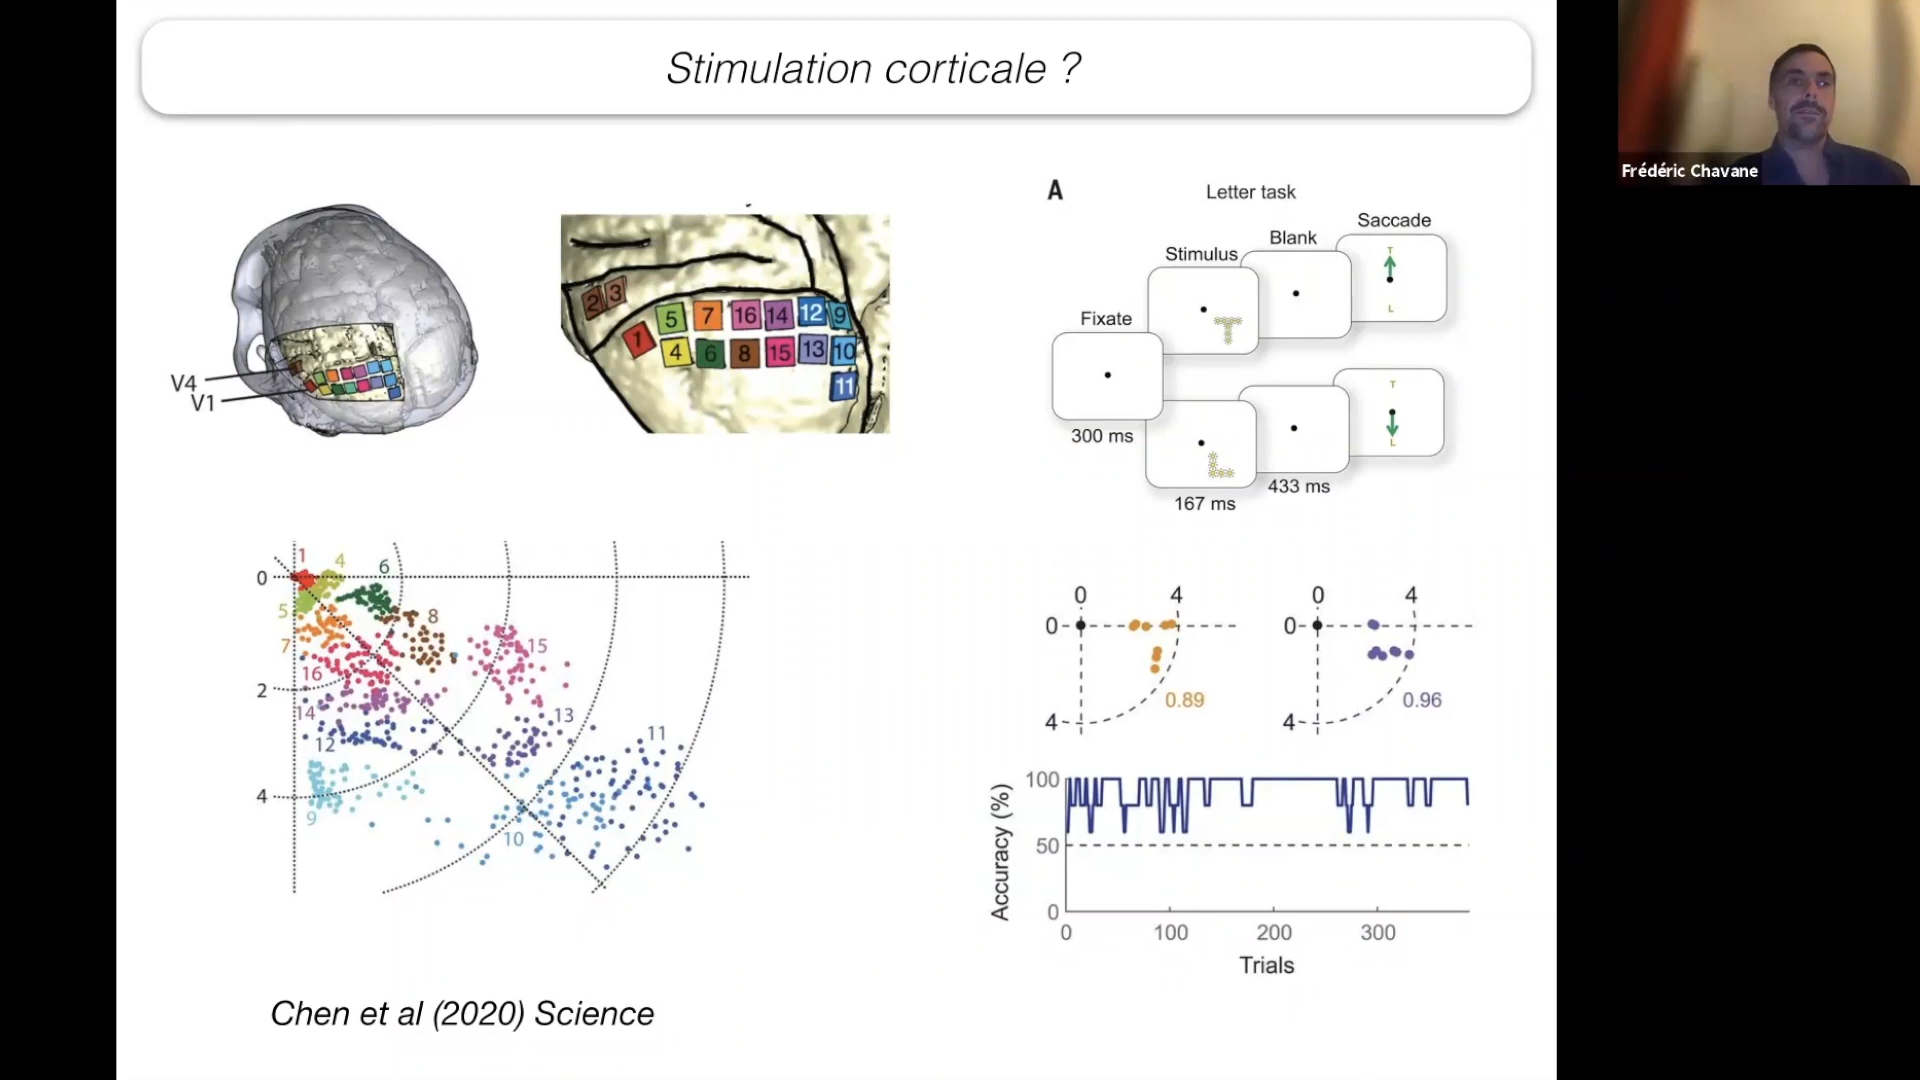 Stimulation corticale ?
Frédéric Chavane
V4
V1
2 3
1 5 7 16 14 12 9
4 6 8 15 13 10
11
A
Letter task
Fixate
Stimulus
Blank
Saccade
T
L
T
L
300 ms
167 ms
433 ms
0
2
4
1
4
6
5
7
8
15
16
14
13
12
11
9
10
0 4
0
4
0.89
0 4
0
4
0.96
Accuracy (%)
100
50
0
0 100 200 300
Trials
Chen et al (2020) Science